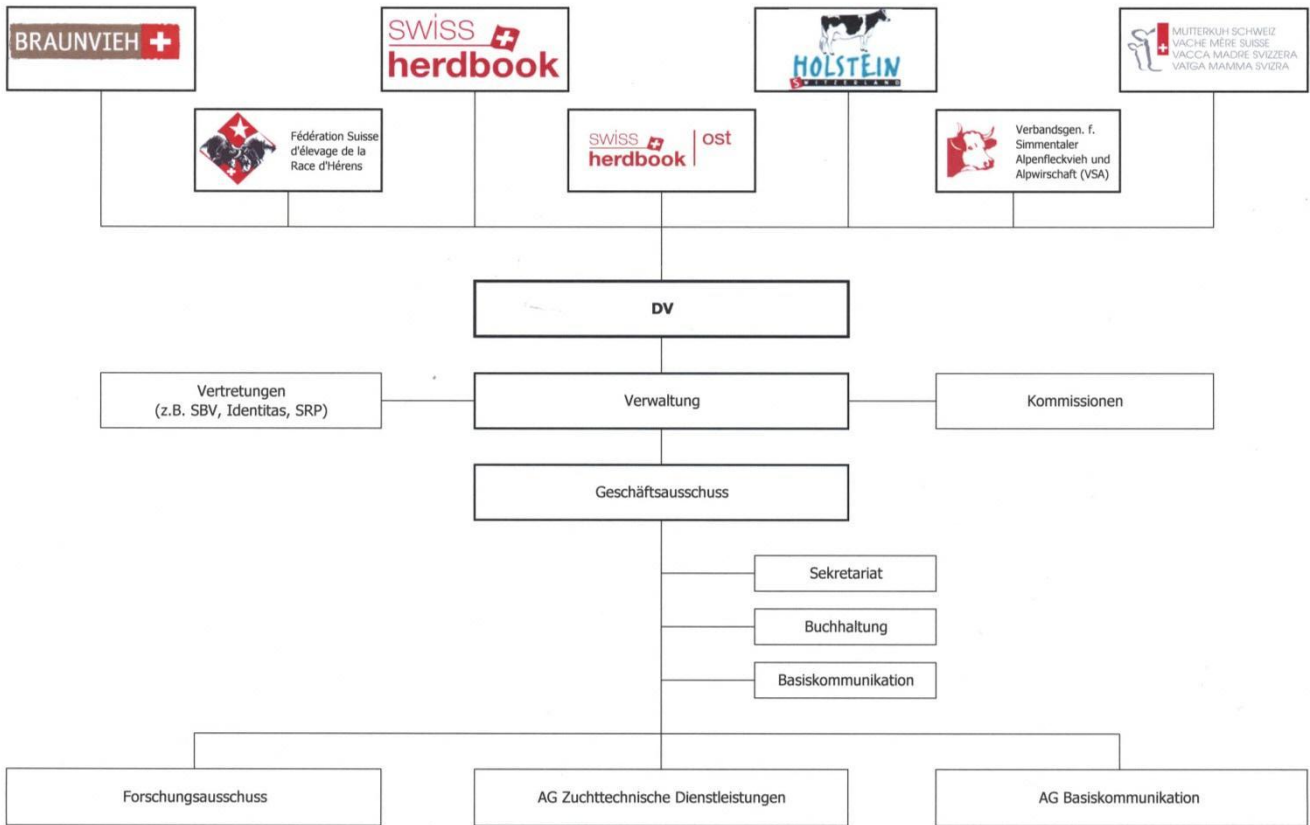 BRAUNVIEH
swiss
herdbook
HOLSTEIN
SWITZERLAND
MUTTERKUH SCHWEIZ
VACHE MÈRE SUISSE
VACCA MADRE SVIZZERA
VATGA MAMMA SVIZRA
Fédération Suisse
d'élevage de la
Race d'Hérens
swiss
herdbook
ost
Verbandsgen. f.
Simmentaler
Alpenfleckvieh und
Alpwirschaft (VSA)
DV
Vertretungen
(z.B. SBV, Identitas, SRP)
Verwaltung
Kommissionen
Geschäftsausschuss
Sekretariat
Buchhaltung
Basiskommunikation
Forschungsausschuss
AG Zuchttechnische Dienstleistungen
AG Basiskommunikation